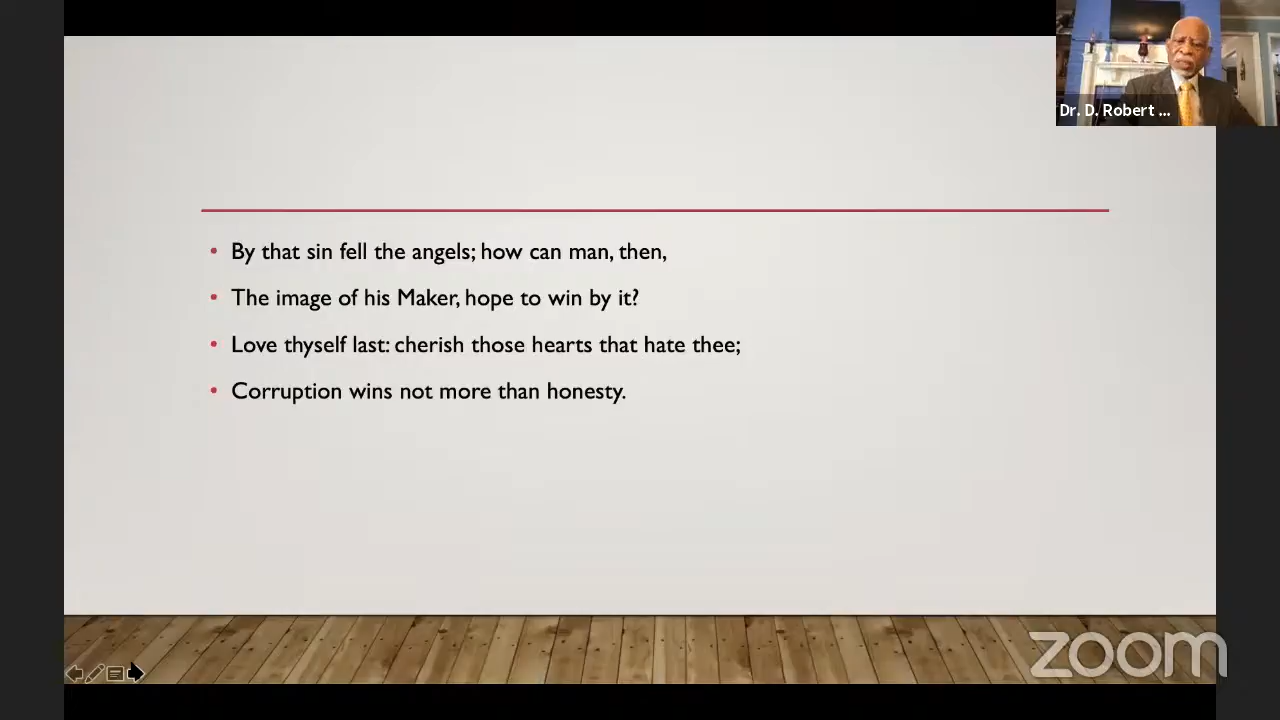 Dr. D. Robert ...
• By that sin fell the angels; how can man, then,
• The image of his Maker, hope to win by it?
• Love thyself last: cherish those hearts that hate thee;
• Corruption wins not more than honesty.
zoom